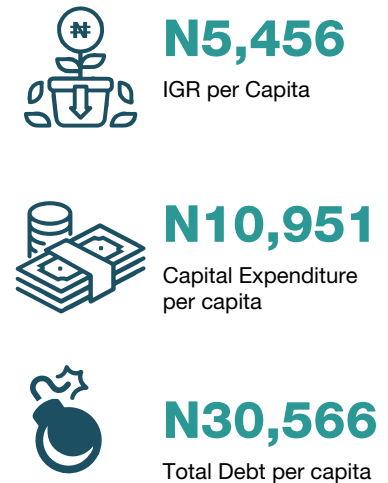 ₦
N5,456
IGR per Capita
N10,951
Capital Expenditure
per capita
N30,566
Total Debt per capita